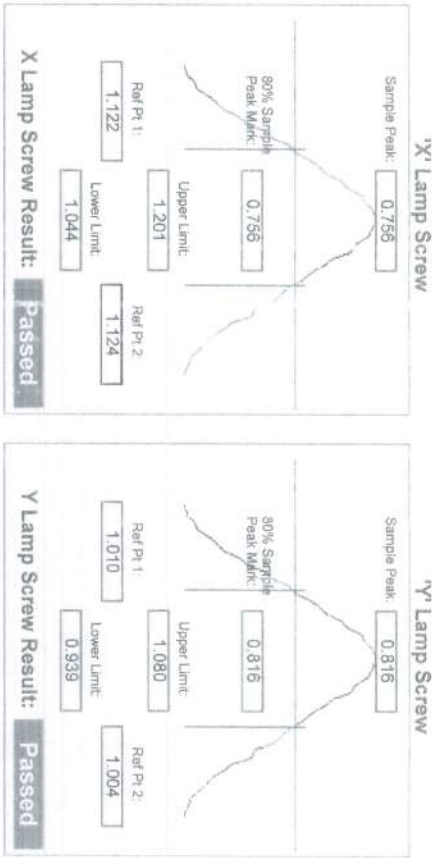 'X' Lamp Screw
Sample Peak: 0.756
80% Sample
Peak Mark: 0.756
Upper Limit:
1.201
Ref Pt 1: Ref Pt 2:
1.122 1.124
Lower Limit:
1.044
X Lamp Screw Result: Passed
'Y' Lamp Screw
Sample Peak: 0.816
80% Sample
Peak Mark: 0.816
Upper Limit:
1.080
Ref Pt 1: Ref Pt 2:
1.010 1.004
Lower Limit:
0.939
Y Lamp Screw Result: Passed